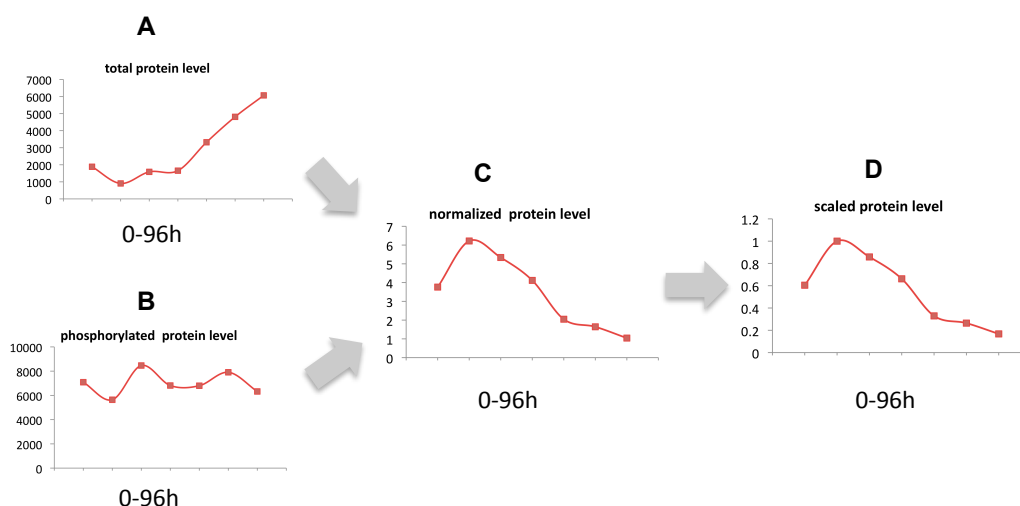 A
total protein level
7000
6000
5000
4000
3000
2000
1000
0
0-96h
B
phosphorylated protein level
10000
8000
6000
4000
2000
0
0-96h
C
normalized protein level
7
6
5
4
3
2
1
0
0-96h
D
scaled protein level
1.2
1
0.8
0.6
0.4
0.2
0
0-96h